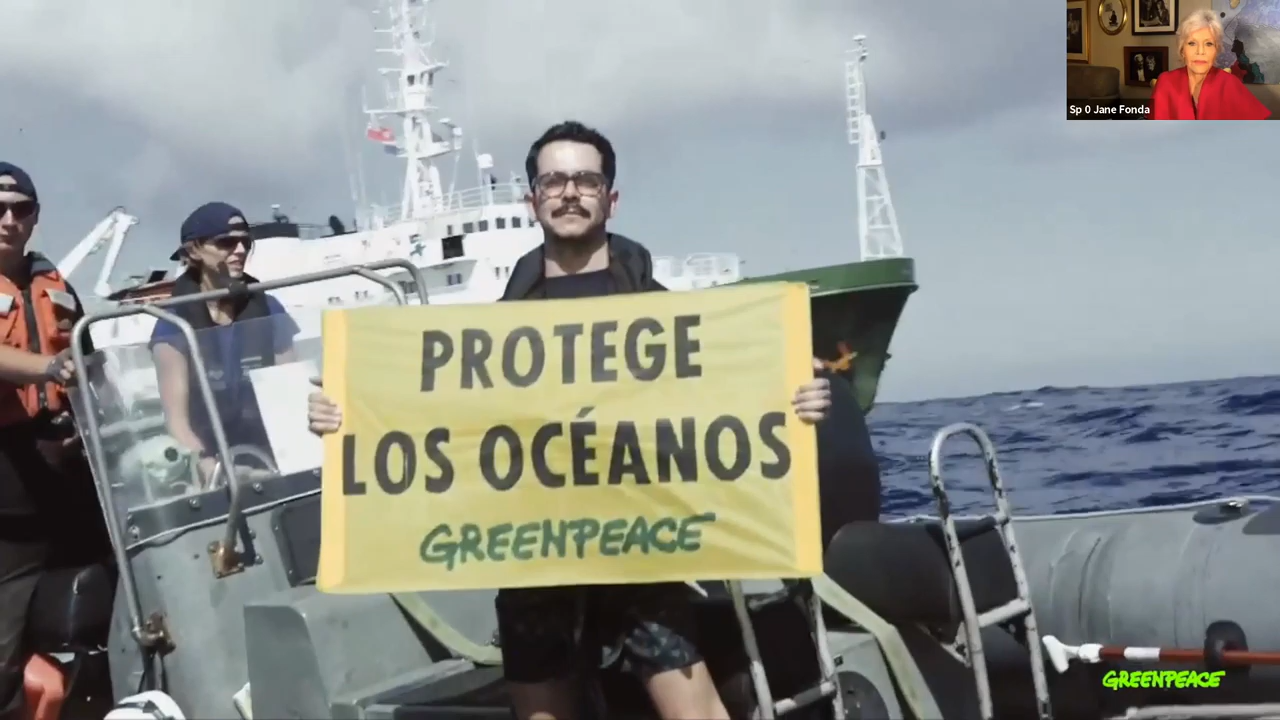 Sp 0 Jane Fonda
PROTEGE
LOS OCÉANOS
GREENPEACE
GREENPEACE